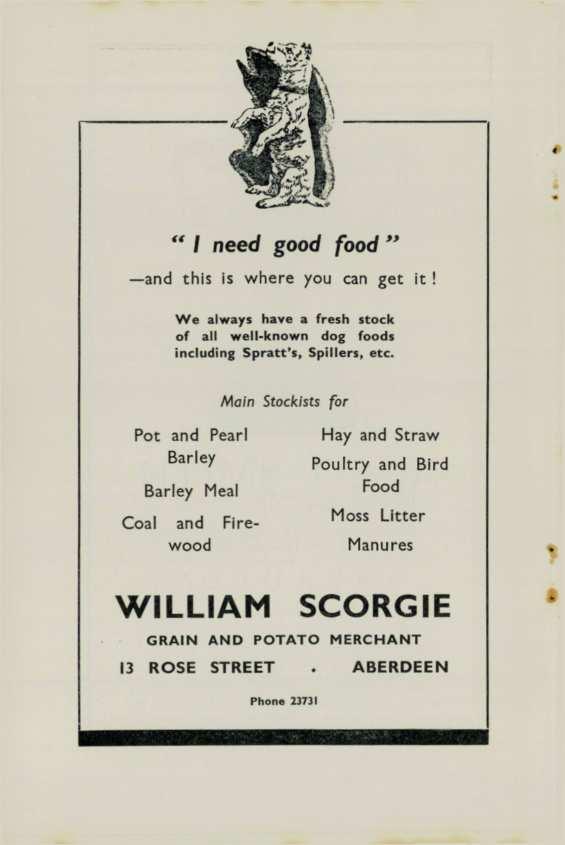 “ I need good food ”
—and this is where you can get it !
We always have a fresh stock
of all well-known dog foods
including Spratt's, Spillers, etc.
Main Stockists for
Pot and Pearl
Barley
Barley Meal
Coal and Fire-
wood
Hay and Straw
Poultry and Bird
Food
Moss Litter
Manures
WILLIAM SCORGIE
GRAIN AND POTATO MERCHANT
13 ROSE STREET . ABERDEEN
Phone 23731